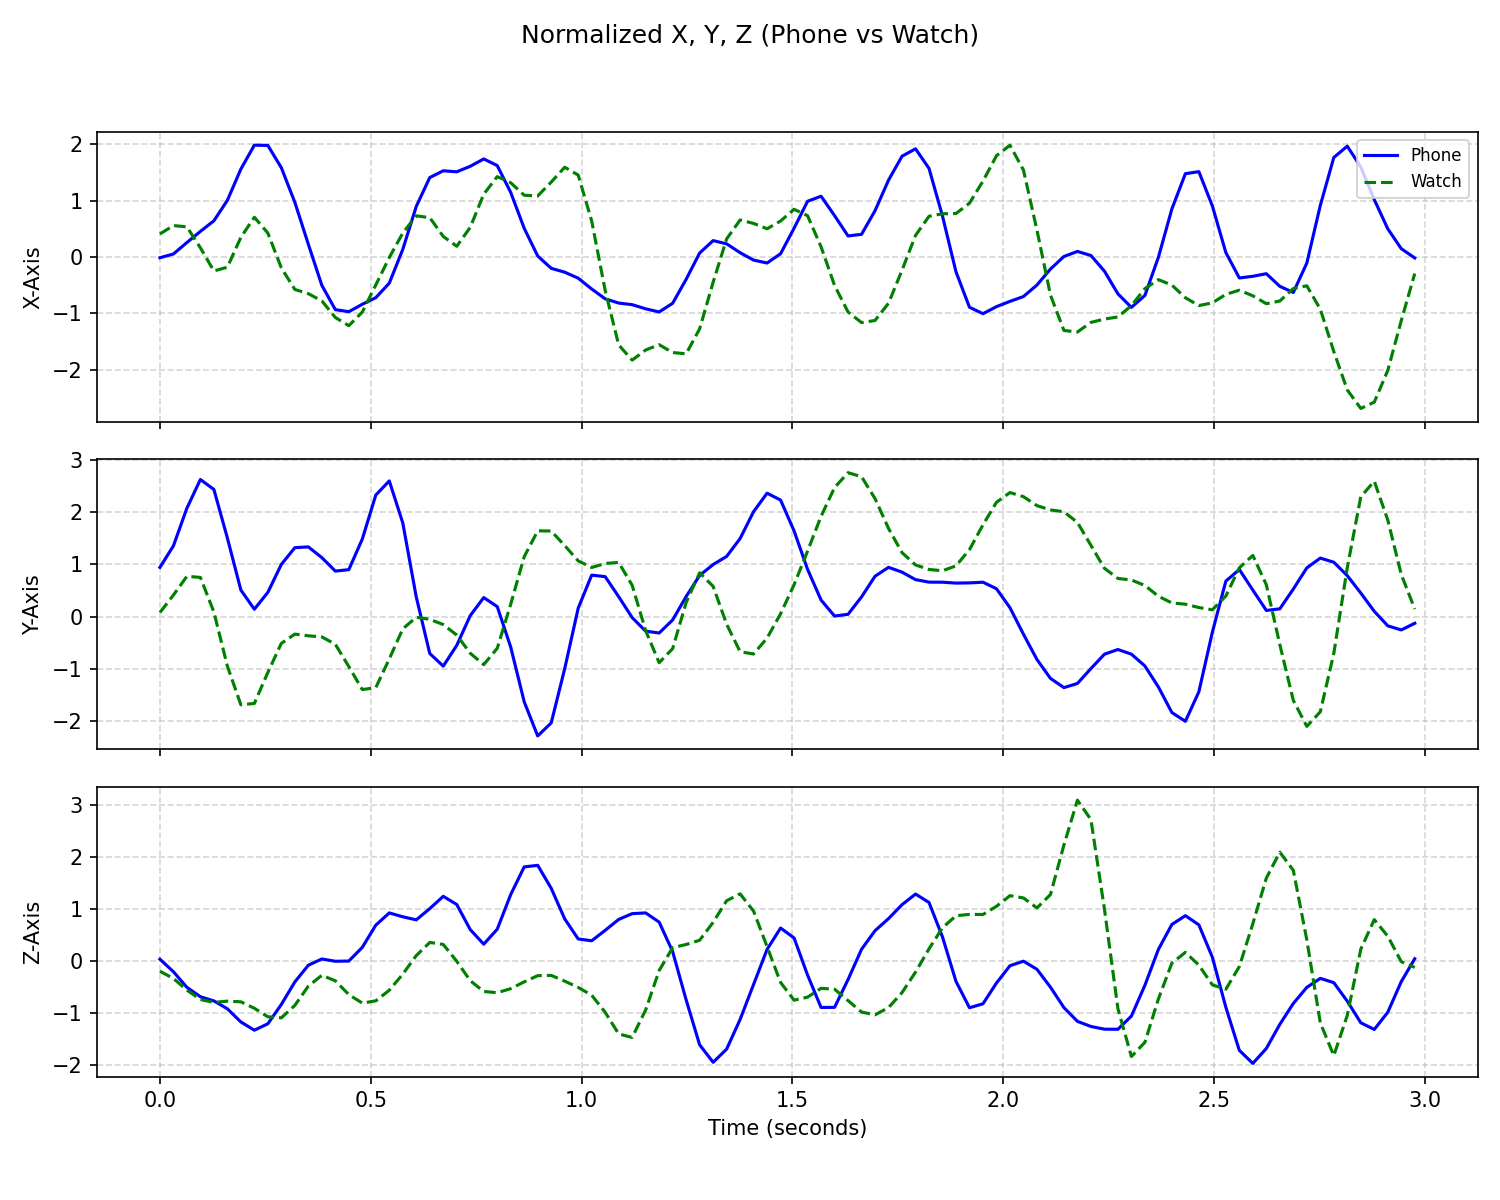 Normalized X, Y, Z (Phone vs Watch)
2
1
0
−1
−2
X-Axis
Phone
Watch
3
2
1
0
−1
−2
Y-Axis
3
2
1
0
−1
−2
Z-Axis
0.0 0.5 1.0 1.5 2.0 2.5 3.0
Time (seconds)